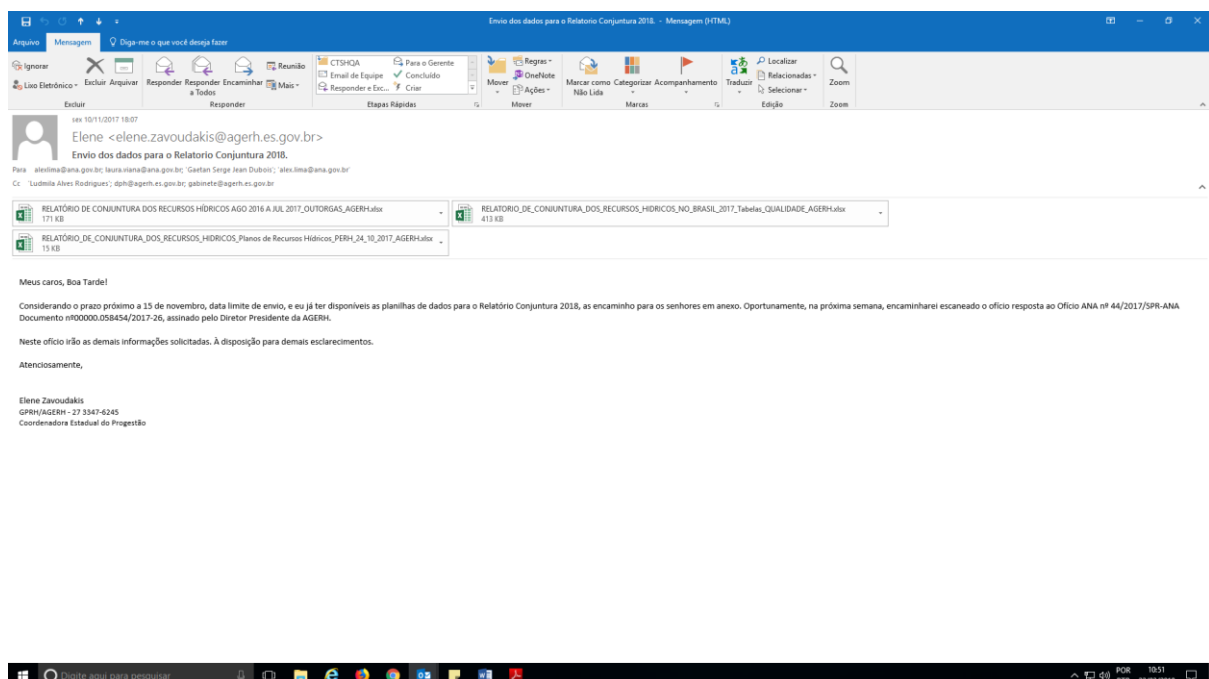 Envio dos dados para o Relatorio Conjuntura 2018. - Mensagem (HTML)
Arquivo Mensagem Diga-me o que você deseja fazer
Ignorar
Lixo Eletrônico
Excluir Arquivar
Excluir
Responder Responder a Todos Encaminhar
Reunião
Mais
Responder
CTSHQA
Email de Equipe
Responder e Exc...
Para o Gerente
Concluído
Criar
Etapas Rápidas
Mover
Regras
OneNote
Ações
Mover
Marcar como Não Lida Categorizar Acompanhamento
Marcas
Traduzir
Localizar
Relacionadas
Selecionar
Edição
Zoom
Zoom
sex 10/11/2017 18:07
Elene <elene.zavoudakis@agerh.es.gov.br>
Envio dos dados para o Relatorio Conjuntura 2018.
Para alexlima@ana.gov.br; laura.viana@ana.gov.br; 'Gaetan Serge Jean Dubois'; 'alex.lima@ana.gov.br'
Cc 'Ludmila Alves Rodrigues'; dph@agerh.es.gov.br; gabinete@agerh.es.gov.br
RELATÓRIO DE CONJUNTURA DOS RECURSOS HÍDRICOS AGO 2016 A JUL 2017_OUTORGAS_AGERH.xlsx
171 KB
RELATORIO_DE_CONJUNTURA_DOS_RECURSOS_HIDRICOS_NO_BRASIL_2017_Tabelas_QUALIDADE_AGERH.xlsx
413 KB
RELATÓRIO_DE_CONJUNTURA_DOS_RECURSOS_HIDRICOS_Planos de Recursos Hídricos_PERH_24_10_2017_AGERH.xlsx
15 KB
Meus caros, Boa Tarde!
Considerando o prazo próximo a 15 de novembro, data limite de envio, e eu já ter disponíveis as planilhas de dados para o Relatório Conjuntura 2018, as encaminho para os senhores em anexo. Oportunamente, na próxima semana, encaminharei escaneado o ofício resposta ao Ofício ANA nº 44/2017/SPR-ANA
Documento nº00000.058454/2017-26, assinado pelo Diretor Presidente da AGERH.
Neste ofício irão as demais informações solicitadas. À disposição para demais esclarecimentos.
Atenciosamente,
Elene Zavoudakis
GPRH/AGERH - 27 3347-6245
Coordenadora Estadual do Progestão
Digite aqui para pesquisar
POR
10:51